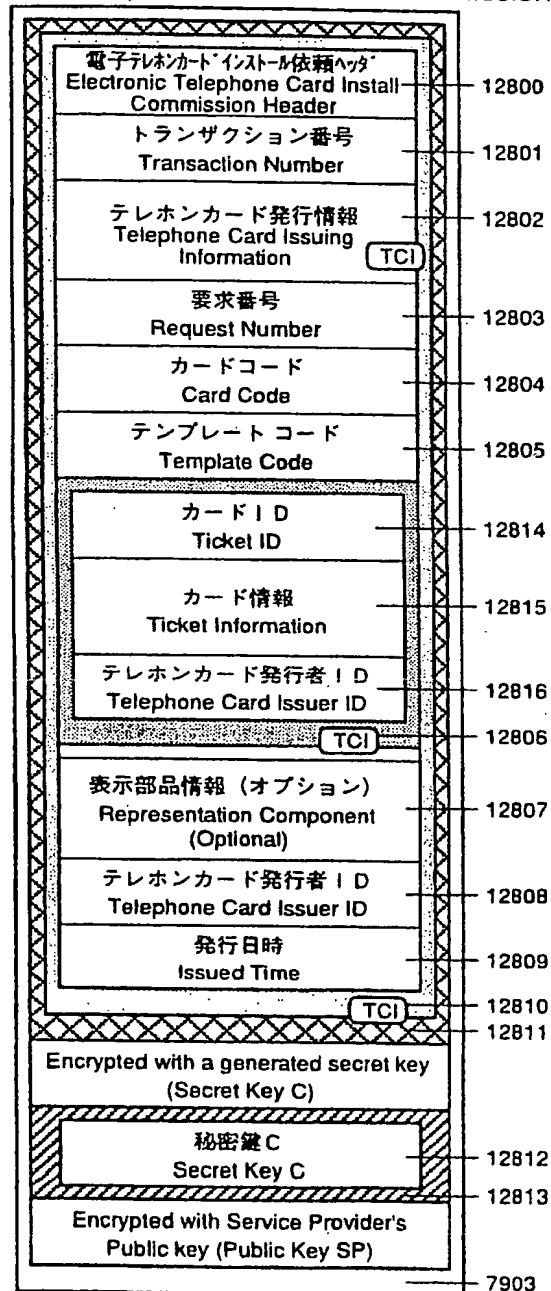 電子テレホンカードインストール依頼ヘッダ
Electronic Telephone Card Install
Commission Header
12800
トランザクション番号
Transaction Number
12801
テレホンカード発行情報
Telephone Card Issuing
Information
TCI
12802
要求番号
Request Number
12803
カードコード
Card Code
12804
テンプレート コード
Template Code
12805
カードID
Ticket ID
12814
カード情報
Ticket Information
12815
テレホンカード発行者ID
Telephone Card Issuer ID
12816
TCI
12806
表示部品情報(オプション)
Representation Component
(Optional)
12807
テレホンカード発行者ID
Telephone Card Issuer ID
12808
発行日時
Issued Time
12809
TCI
12810
12811
Encrypted with a generated secret key
(Secret Key C)
秘密鍵C
Secret Key C
12812
12813
Encrypted with Service Provider's
Public key (Public Key SP)
7903